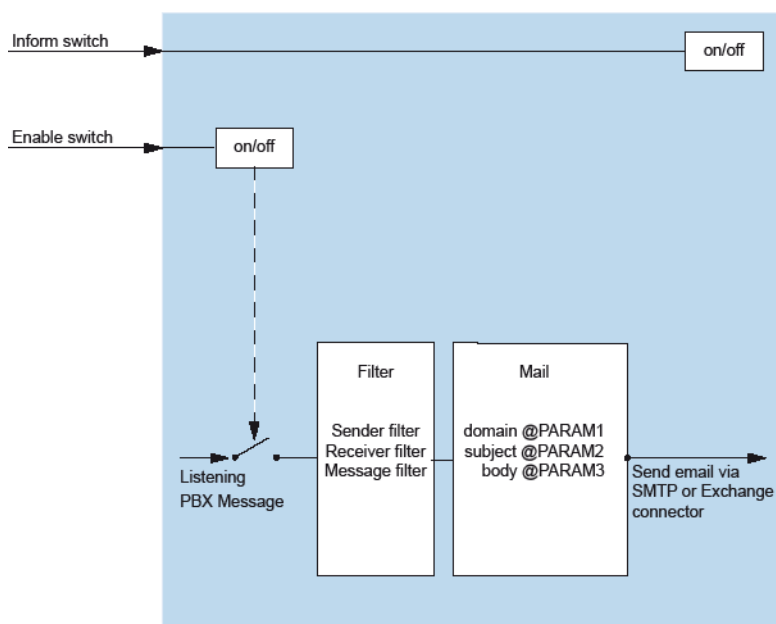 Inform switch
on/off
Enable switch
on/off
Filter
Mail
Sender filter
Receiver filter
Message filter
domain @PARAM1
subject @PARAM2
body @PARAM3
Listening
PBX Message
Send email via
SMTP or Exchange
connector